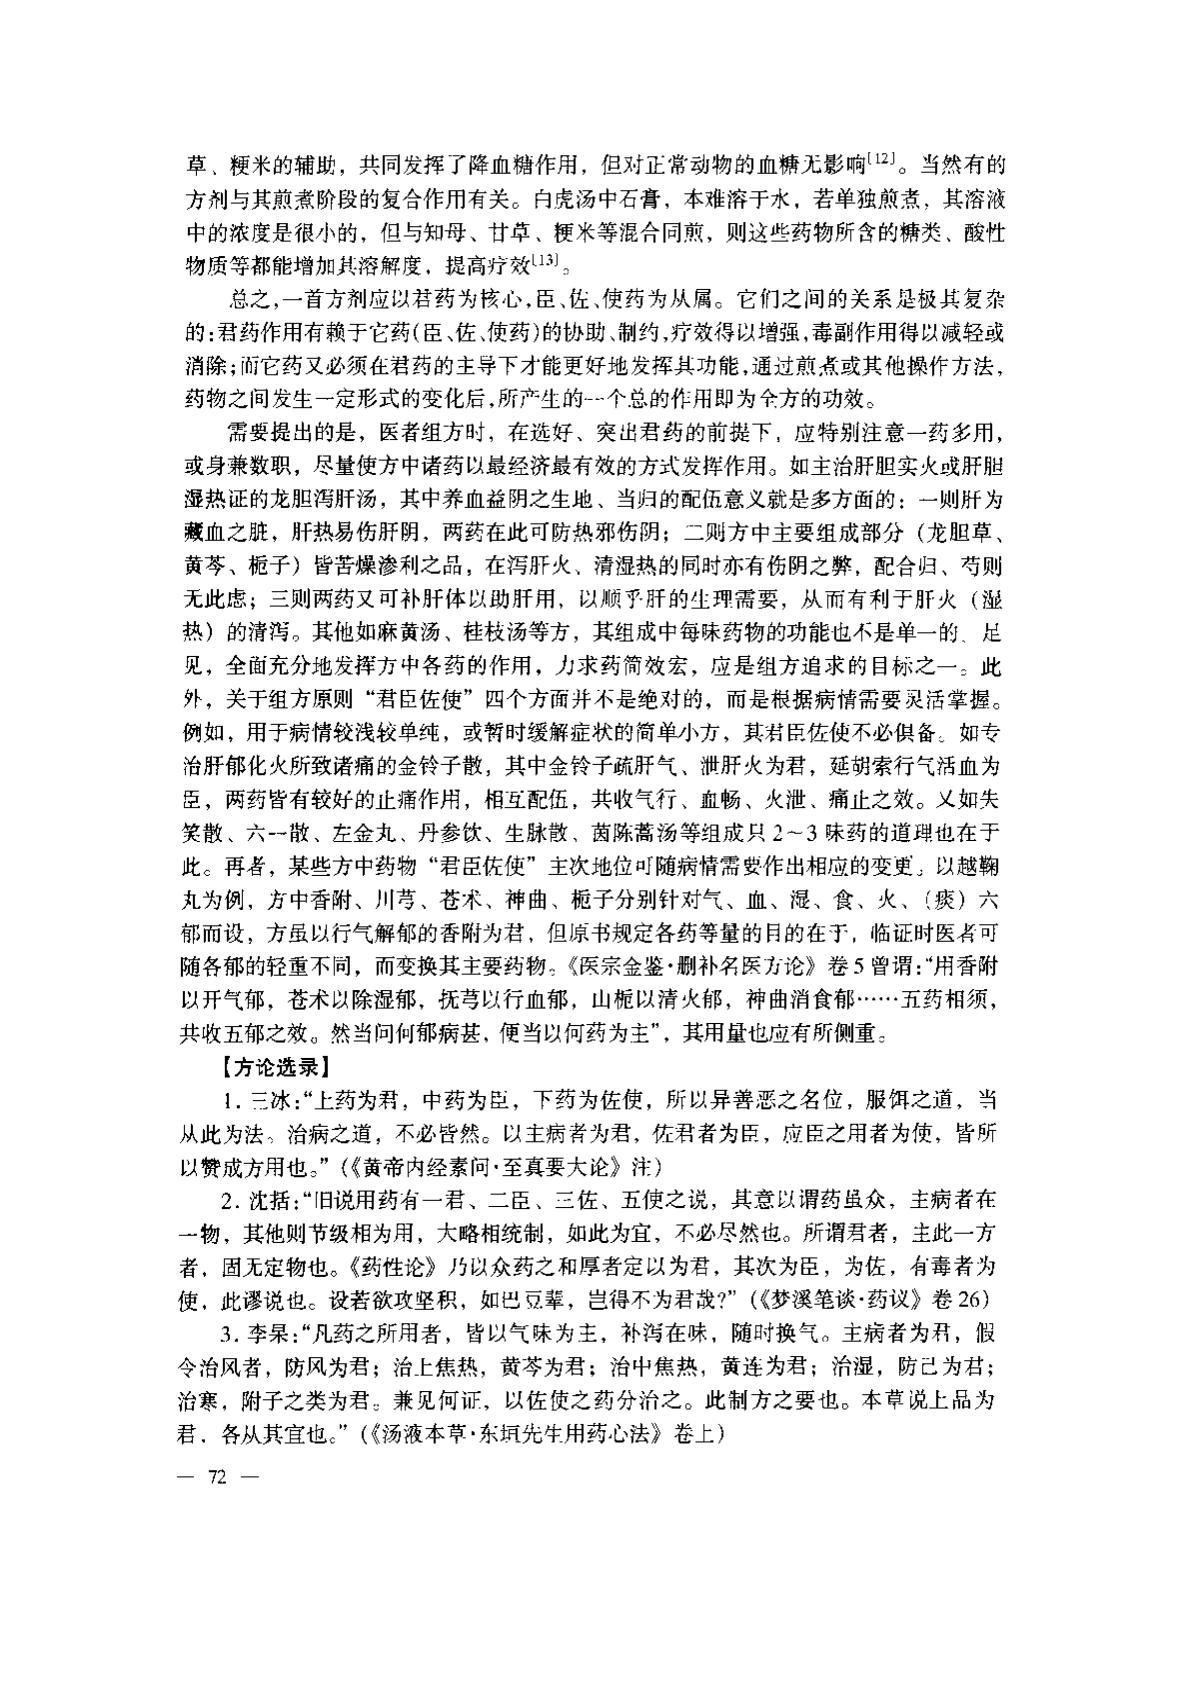 草、粳米的辅助，共同发挥了降血糖作用，但对正常动物的血糖无影响[12]。当然有的
方剂与其煎煮阶段的复合作用有关。白虎汤中石膏，本难溶于水，若单独煎煮，其溶液
中的浓度是很小的，但与知母、甘草、粳米等混合同煎，则这些药物所含的糖类、酸性
物质等都能增加其溶解度，提高疗效[13]。
总之,一首方剂应以君药为核心,臣、佐、使药为从属。它们之间的关系是极其复杂
的:君药作用有赖于它药(臣、佐、使药)的协助、制约,疗效得以增强,毒副作用得以减轻或
消除;而它药又必须在君药的主导下才能更好地发挥其功能,通过煎煮或其他操作方法,
药物之间发生一定形式的变化后,所产生的一个总的作用即为全方的功效。
需要提出的是，医者组方时，在选好、突出君药的前提下，应特别注意一药多用，
或身兼数职，尽量使方中诸药以最经济最有效的方式发挥作用。如主治肝胆实火或肝胆
湿热证的龙胆泻肝汤，其中养血益阴之生地、当归的配伍意义就是多方面的：一则肝为
藏血之脏，肝热易伤肝阴，两药在此可防热邪伤阴；二则方中主要组成部分（龙胆草、
黄芩、栀子）皆苦燥渗利之品，在泻肝火、清湿热的同时亦有伤阴之弊，配合归、芍则
无此虑；三则两药又可补肝体以助肝用，以顺乎肝的生理需要，从而有利于肝火（湿
热）的清泻。其他如麻黄汤、桂枝汤等方，其组成中每味药物的功能也不是单一的。足
见，全面充分地发挥方中各药的作用，力求药简效宏，应是组方追求的目标之一。此
外，关于组方原则“君臣佐使”四个方面并不是绝对的，而是根据病情需要灵活掌握。
例如，用于病情较浅较单纯，或暂时缓解症状的简单小方，其君臣佐使不必俱备。如专
治肝郁化火所致诸痛的金铃子散，其中金铃子疏肝气、泄肝火为君，延胡索行气活血为
臣，两药皆有较好的止痛作用，相互配伍，共收气行、血畅、火泄、痛止之效。又如失
笑散、六一散、左金丸、丹参饮、生脉散、茵陈蒿汤等组成只 2～3 味药的道理也在于
此。再者，某些方中药物“君臣佐使”主次地位可随病情需要作出相应的变更。以越鞠
丸为例，方中香附、川芎、苍术、神曲、栀子分别针对气、血、湿、食、火、（痰）六
郁而设，方虽以行气解郁的香附为君，但原书规定各药等量的目的在于，临证时医者可
随各郁的轻重不同，而变换其主要药物。《医宗金鉴·删补名医方论》卷 5 曾谓：“用香附
以开气郁，苍术以除湿郁，抚芎以行血郁，山栀以清火郁，神曲消食郁……五药相须，
共收五郁之效。然当问何郁病甚，便当以何药为主”，其用量也应有所侧重。
【方论选录】
1. 王冰：“上药为君，中药为臣，下药为佐使，所以异善恶之名位，服饵之道，当
从此为法。治病之道，不必皆然。以主病者为君，佐君者为臣，应臣之用者为使，皆所
以赞成方用也。”（《黄帝内经素问·至真要大论》注）
2. 沈括：“旧说用药有一君、二臣、三佐、五使之说，其意以谓药虽众，主病者在
一物，其他则节级相为用，大略相统制，如此为宜，不必尽然也。所谓君者，主此一方
者，固无定物也。《药性论》乃以众药之和厚者定以为君，其次为臣，为佐，有毒者为
使，此谬说也。设若欲攻坚积，如巴豆辈，岂得不为君哉?”（《梦溪笔谈·药议》卷 26）
3. 李杲：“凡药之所用者，皆以气味为主，补泻在味，随时换气。主病者为君，假
令治风者，防风为君；治上焦热，黄芩为君；治中焦热，黄连为君；治湿，防己为君；
治寒，附子之类为君。兼见何证，以佐使之药分治之。此制方之要也。本草说上品为
君，各从其宜也。”（《汤液本草·东垣先生用药心法》卷上）
— 72 —